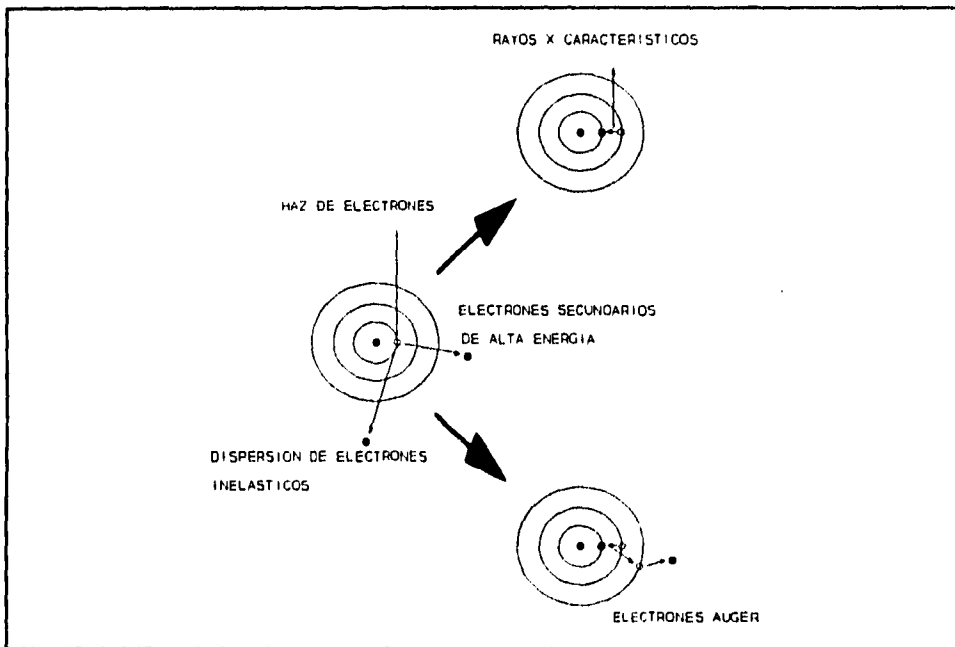 RAYOS X CARACTERISTICOS
HAZ DE ELECTRONES
ELECTRONES SECUNDARIOS
DE ALTA ENERGIA
DISPERSION DE ELECTRONES
INELASTICOS
ELECTRONES AUGER